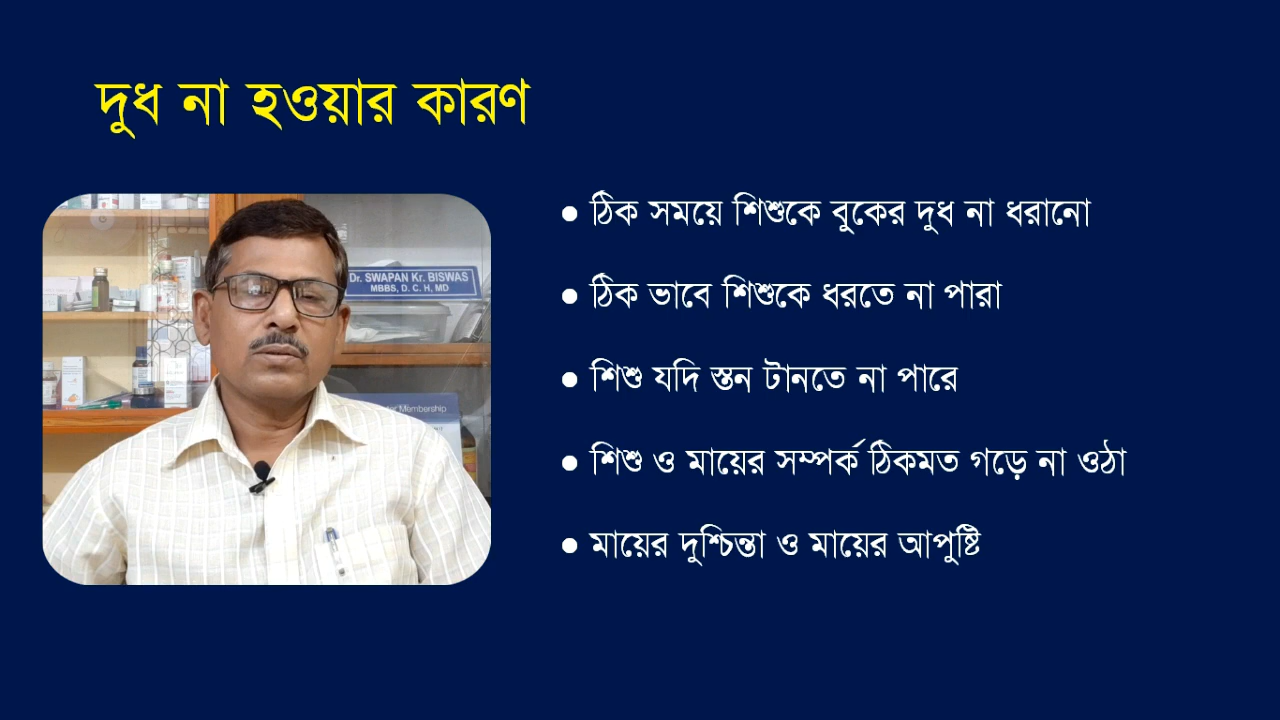 দুধ না হওয়ার কারণ
Dr. SWAPAN Kr. BISWAS
MBBS, D. C. H, MD
Membership
• ঠিক সময়ে শিশুকে বুকের দুধ না ধরানো
• ঠিক ভাবে শিশুকে ধরতে না পারা
• শিশু যদি স্তন টানতে না পারে
• শিশু ও মায়ের সম্পর্ক ঠিকমত গড়ে না ওঠা
• মায়ের দুশ্চিন্তা ও মায়ের আপুষ্টি